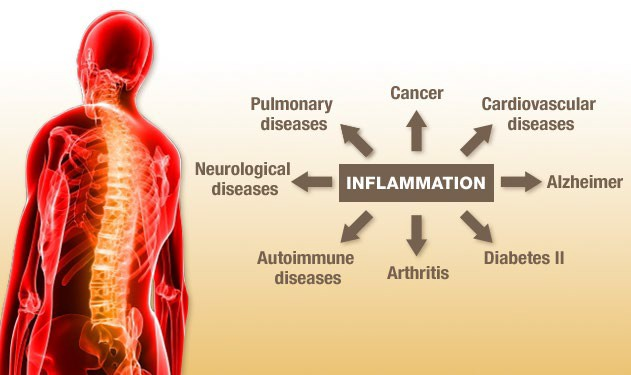 Cancer
Pulmonary
diseases
Cardiovascular
diseases
Neurological
diseases
INFLAMMATION
Alzheimer
Autoimmune
diseases
Arthritis
Diabetes II